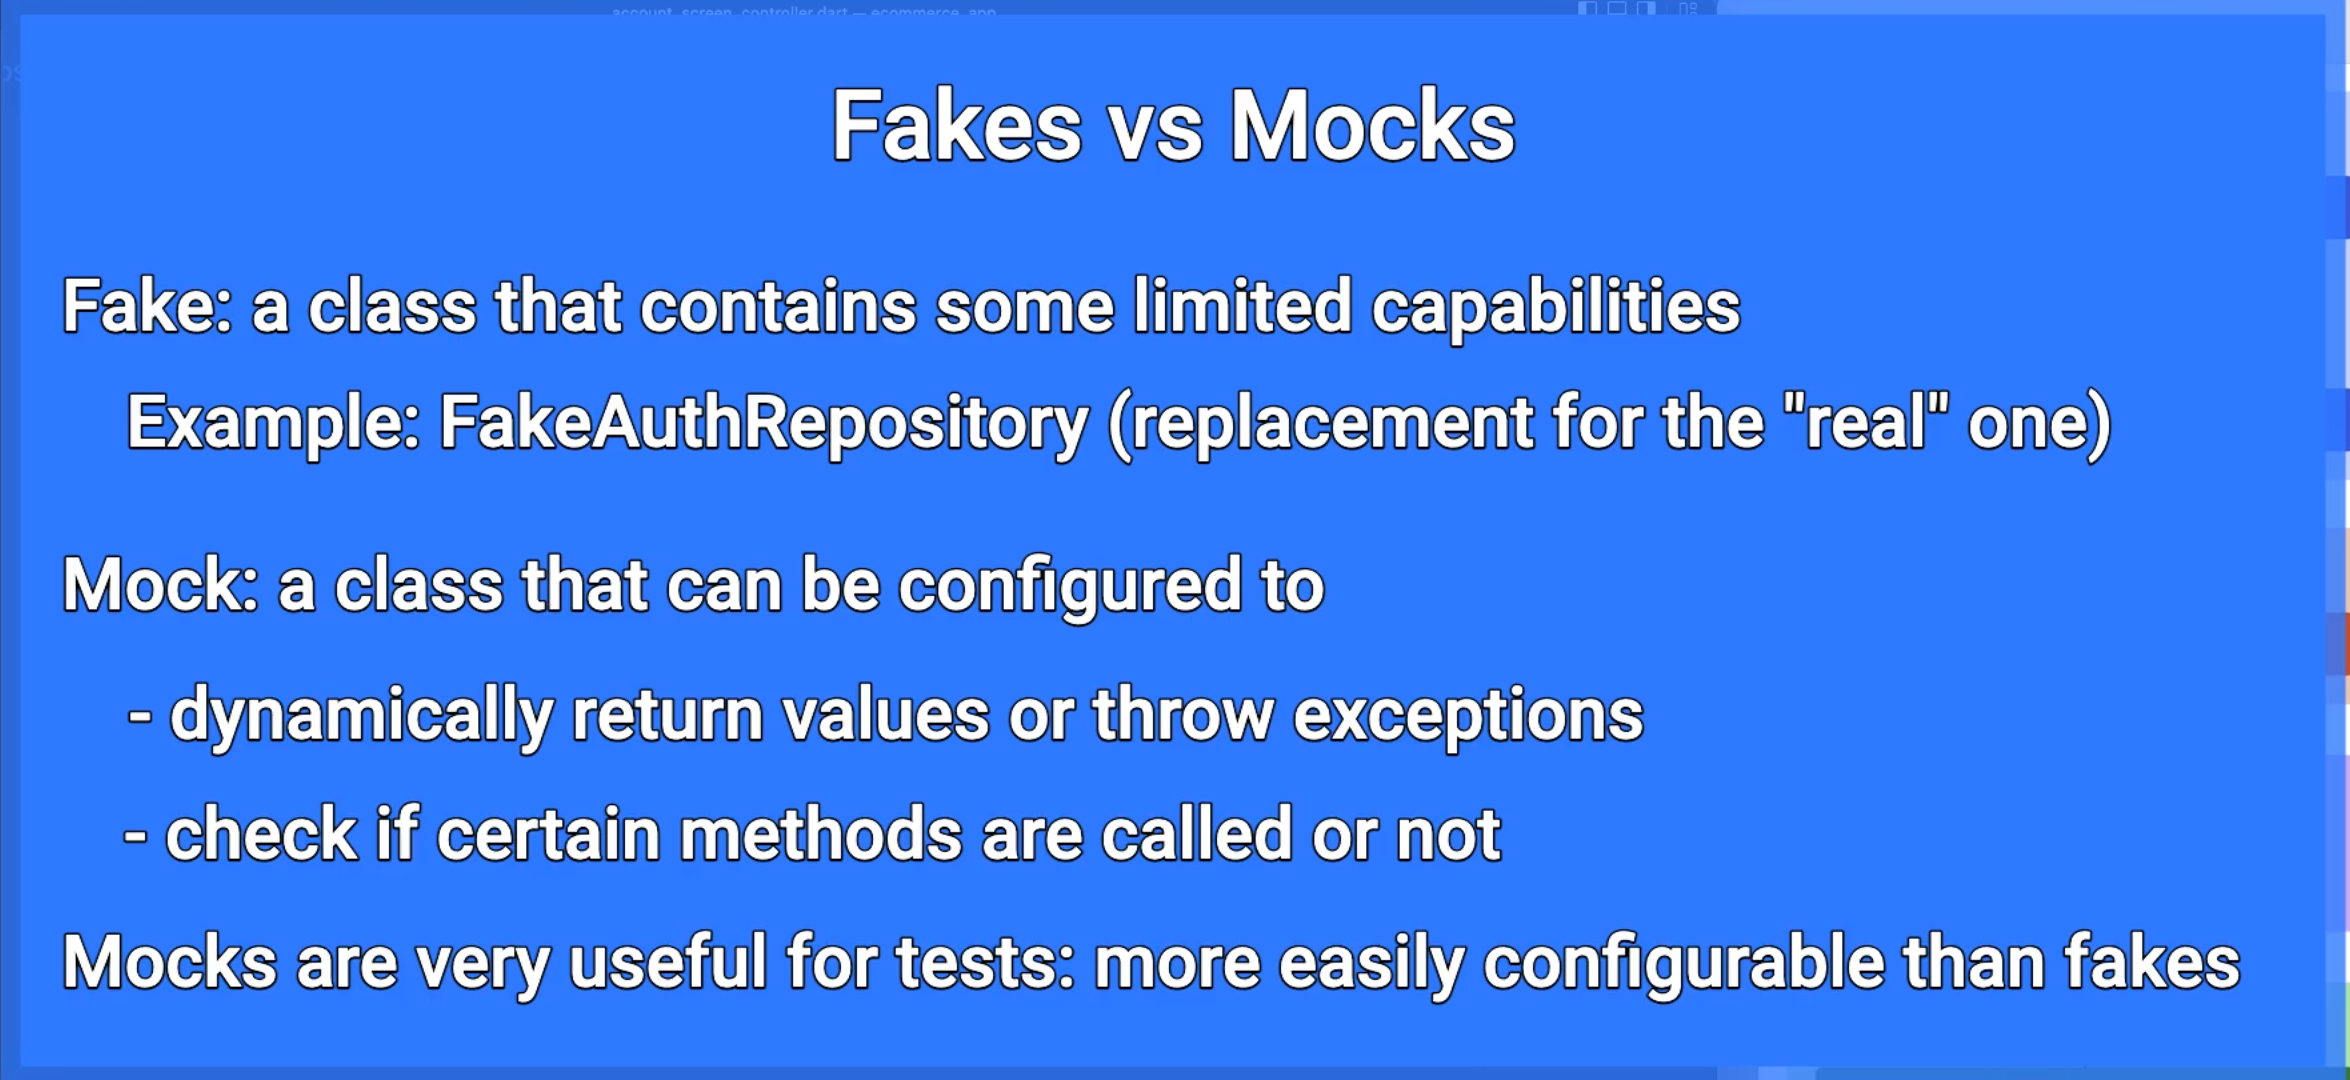 account_screen_controller.dart — ecommerce_app
Fakes vs Mocks
Fake: a class that contains some limited capabilities
Example: FakeAuthRepository (replacement for the "real" one)
Mock: a class that can be configured to
- dynamically return values or throw exceptions
- check if certain methods are called or not
Mocks are very useful for tests: more easily configurable than fakes